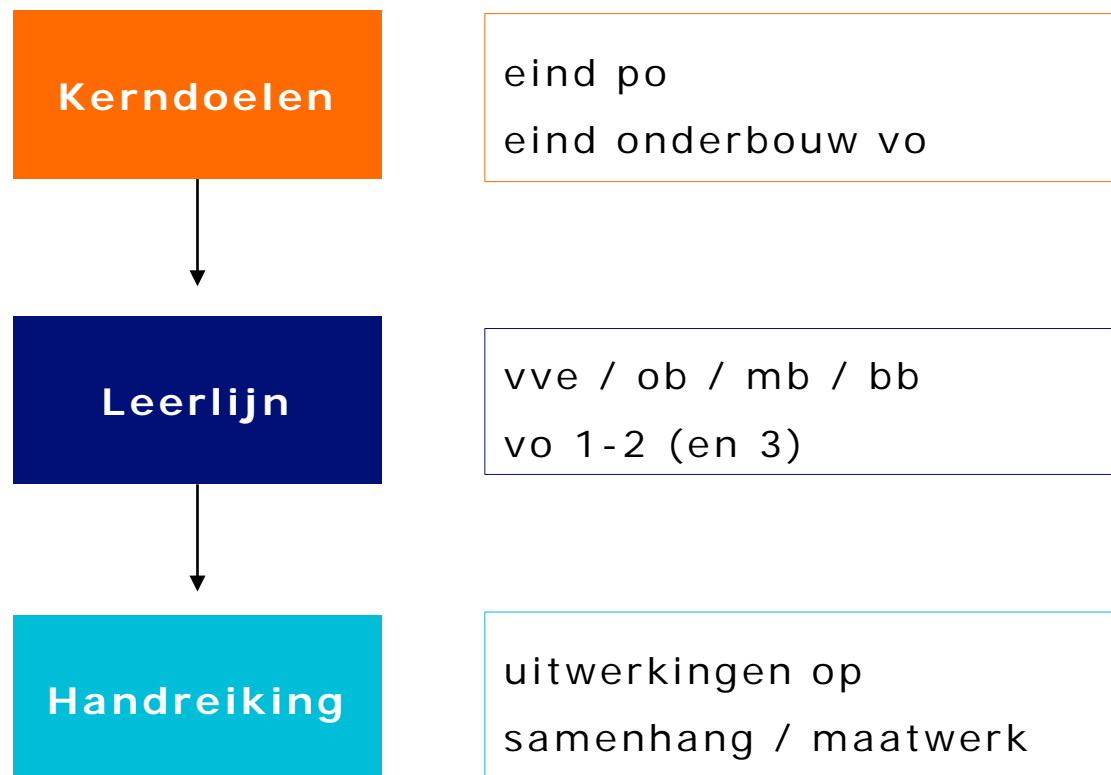 Kerndoelen
eind po
eind onderbouw vo
Leerlijn
vve / ob / mb / bb
vo 1-2 (en 3)
Handreiking
uitwerkingen op
samenhang / maatwerk